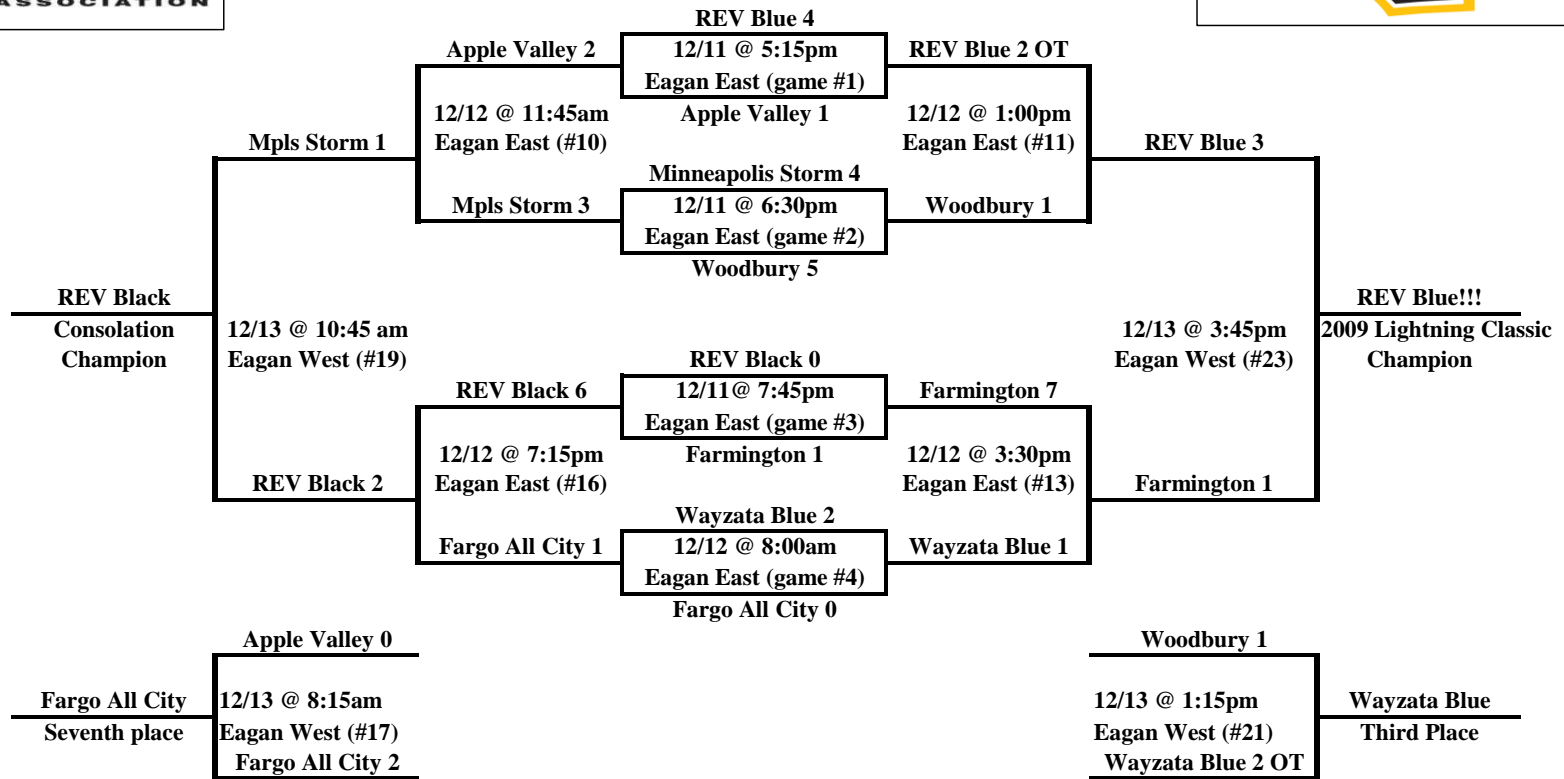 ASSOCIATION
REV Blue 4
Apple Valley 2 12/11 @ 5:15pm REV Blue 2 OT
Eagan East (game #1)
12/12 @ 11:45am Apple Valley 1 12/12 @ 1:00pm
Mpls Storm 1 Eagan East (#10) Eagan East (#11) REV Blue 3
Minneapolis Storm 4
Mpls Storm 3 12/11 @ 6:30pm Woodbury 1
Eagan East (game #2)
Woodbury 5
REV Black REV Blue!!!
Consolation 12/13 @ 10:45 am 12/13 @ 3:45pm 2009 Lightning Classic
Champion Eagan West (#19) REV Black 0 Eagan West (#23) Champion
REV Black 6 12/11@ 7:45pm Farmington 7
Eagan East (game #3)
12/12 @ 7:15pm Farmington 1 12/12 @ 3:30pm
REV Black 2 Eagan East (#16) Eagan East (#13) Farmington 1
Wayzata Blue 2
Fargo All City 1 12/12 @ 8:00am Wayzata Blue 1
Eagan East (game #4)
Fargo All City 0
Apple Valley 0 Woodbury 1
Fargo All City 12/13 @ 8:15am 12/13 @ 1:15pm Wayzata Blue
Seventh place Eagan West (#17) Eagan West (#21) Third Place
Fargo All City 2 Wayzata Blue 2 OT